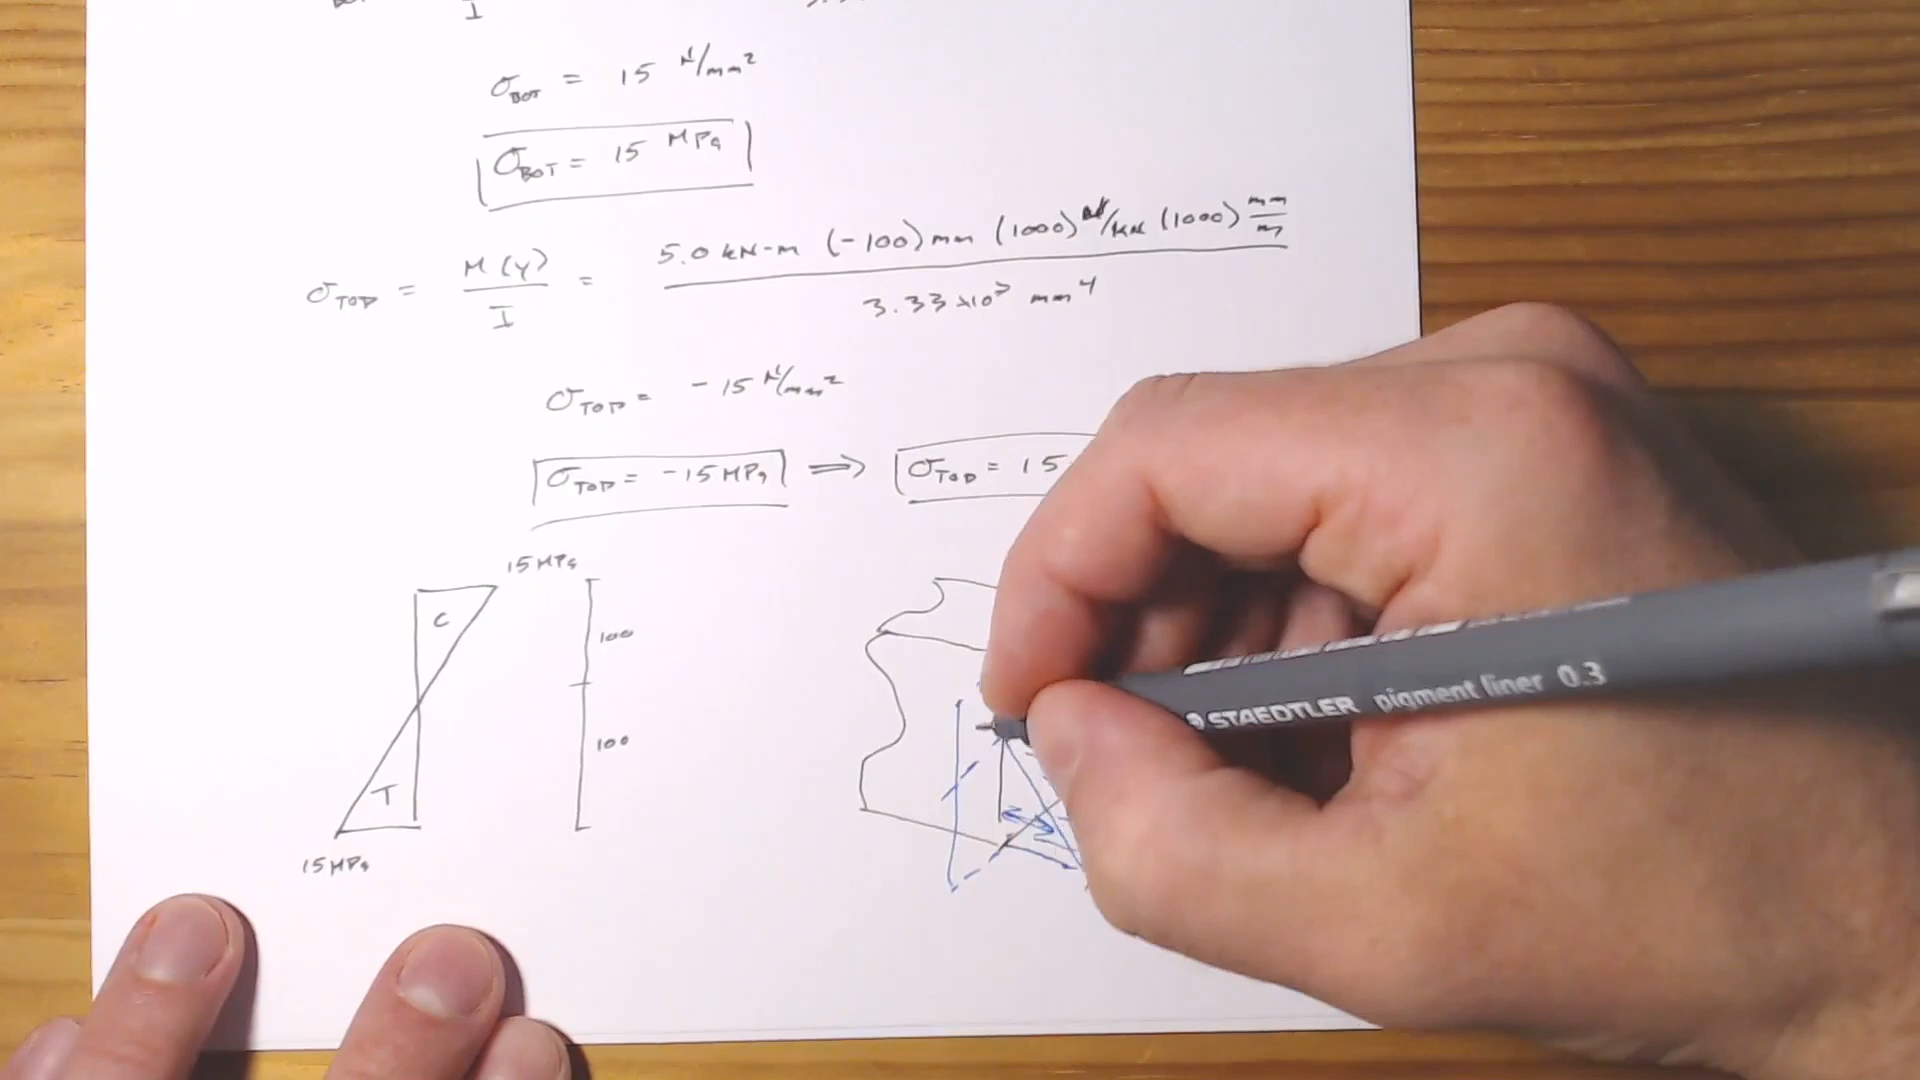 I
σBOT = 15 N/mm²
σBOT = 15 MPa
σTOP = M(y)/I = 5.0 kN-m (-100)mm (1000) N/kN (1000) mm/m
3.33 x10⁷ mm⁴
σTOP = -15 N/mm²
σTOP = -15 MPa ⟹ σTOP = 15
15 MPa
C
100
100
T
15 MPa
STAEDTLER pigment liner 0.3